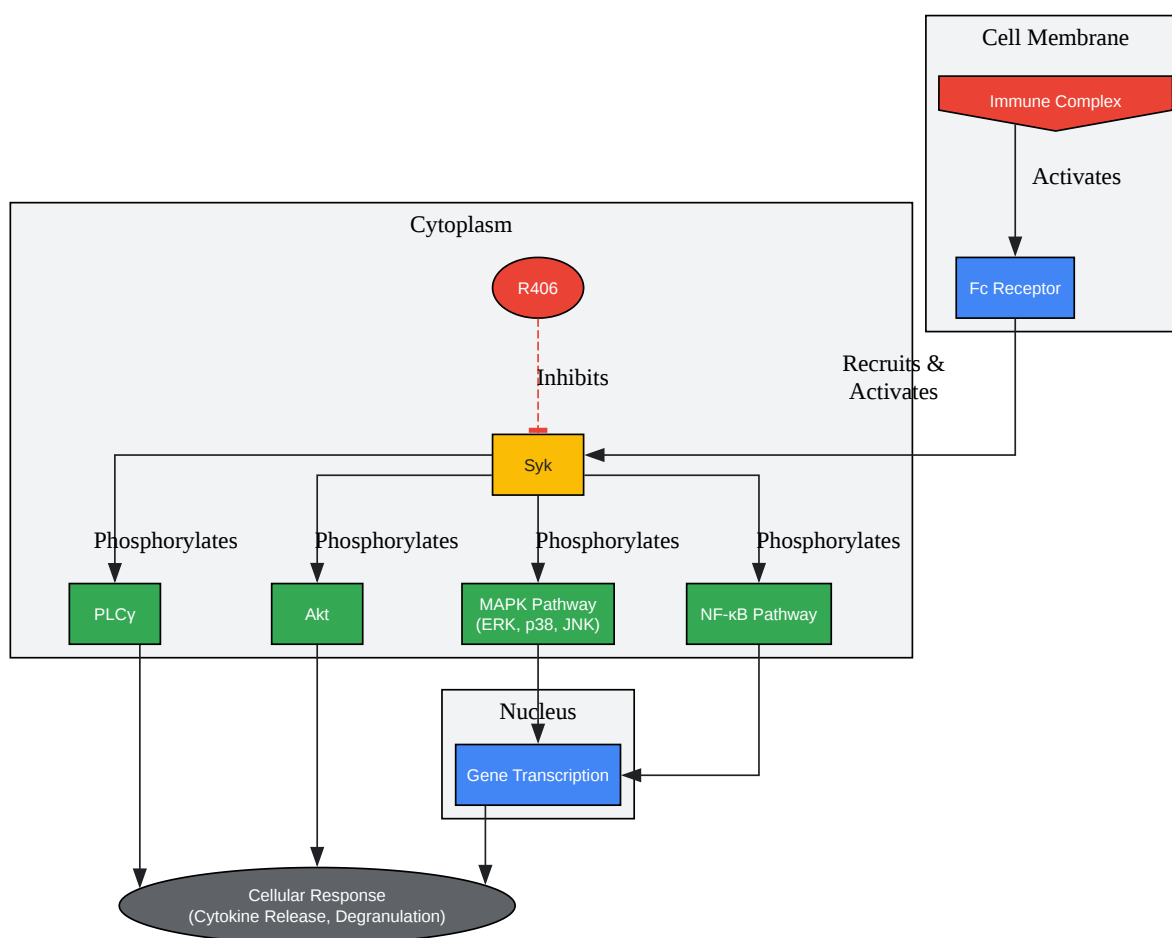 Cell Membrane
Immune Complex
Activates
Cytoplasm
R406
Fc Receptor
Inhibits
Recruits &
Activates
Syk
Phosphorylates
Phosphorylates
Phosphorylates
Phosphorylates
PLCγ
Akt
MAPK Pathway
(ERK, p38, JNK)
NF-κB Pathway
Nucleus
Gene Transcription
Cellular Response
(Cytokine Release, Degranulation)